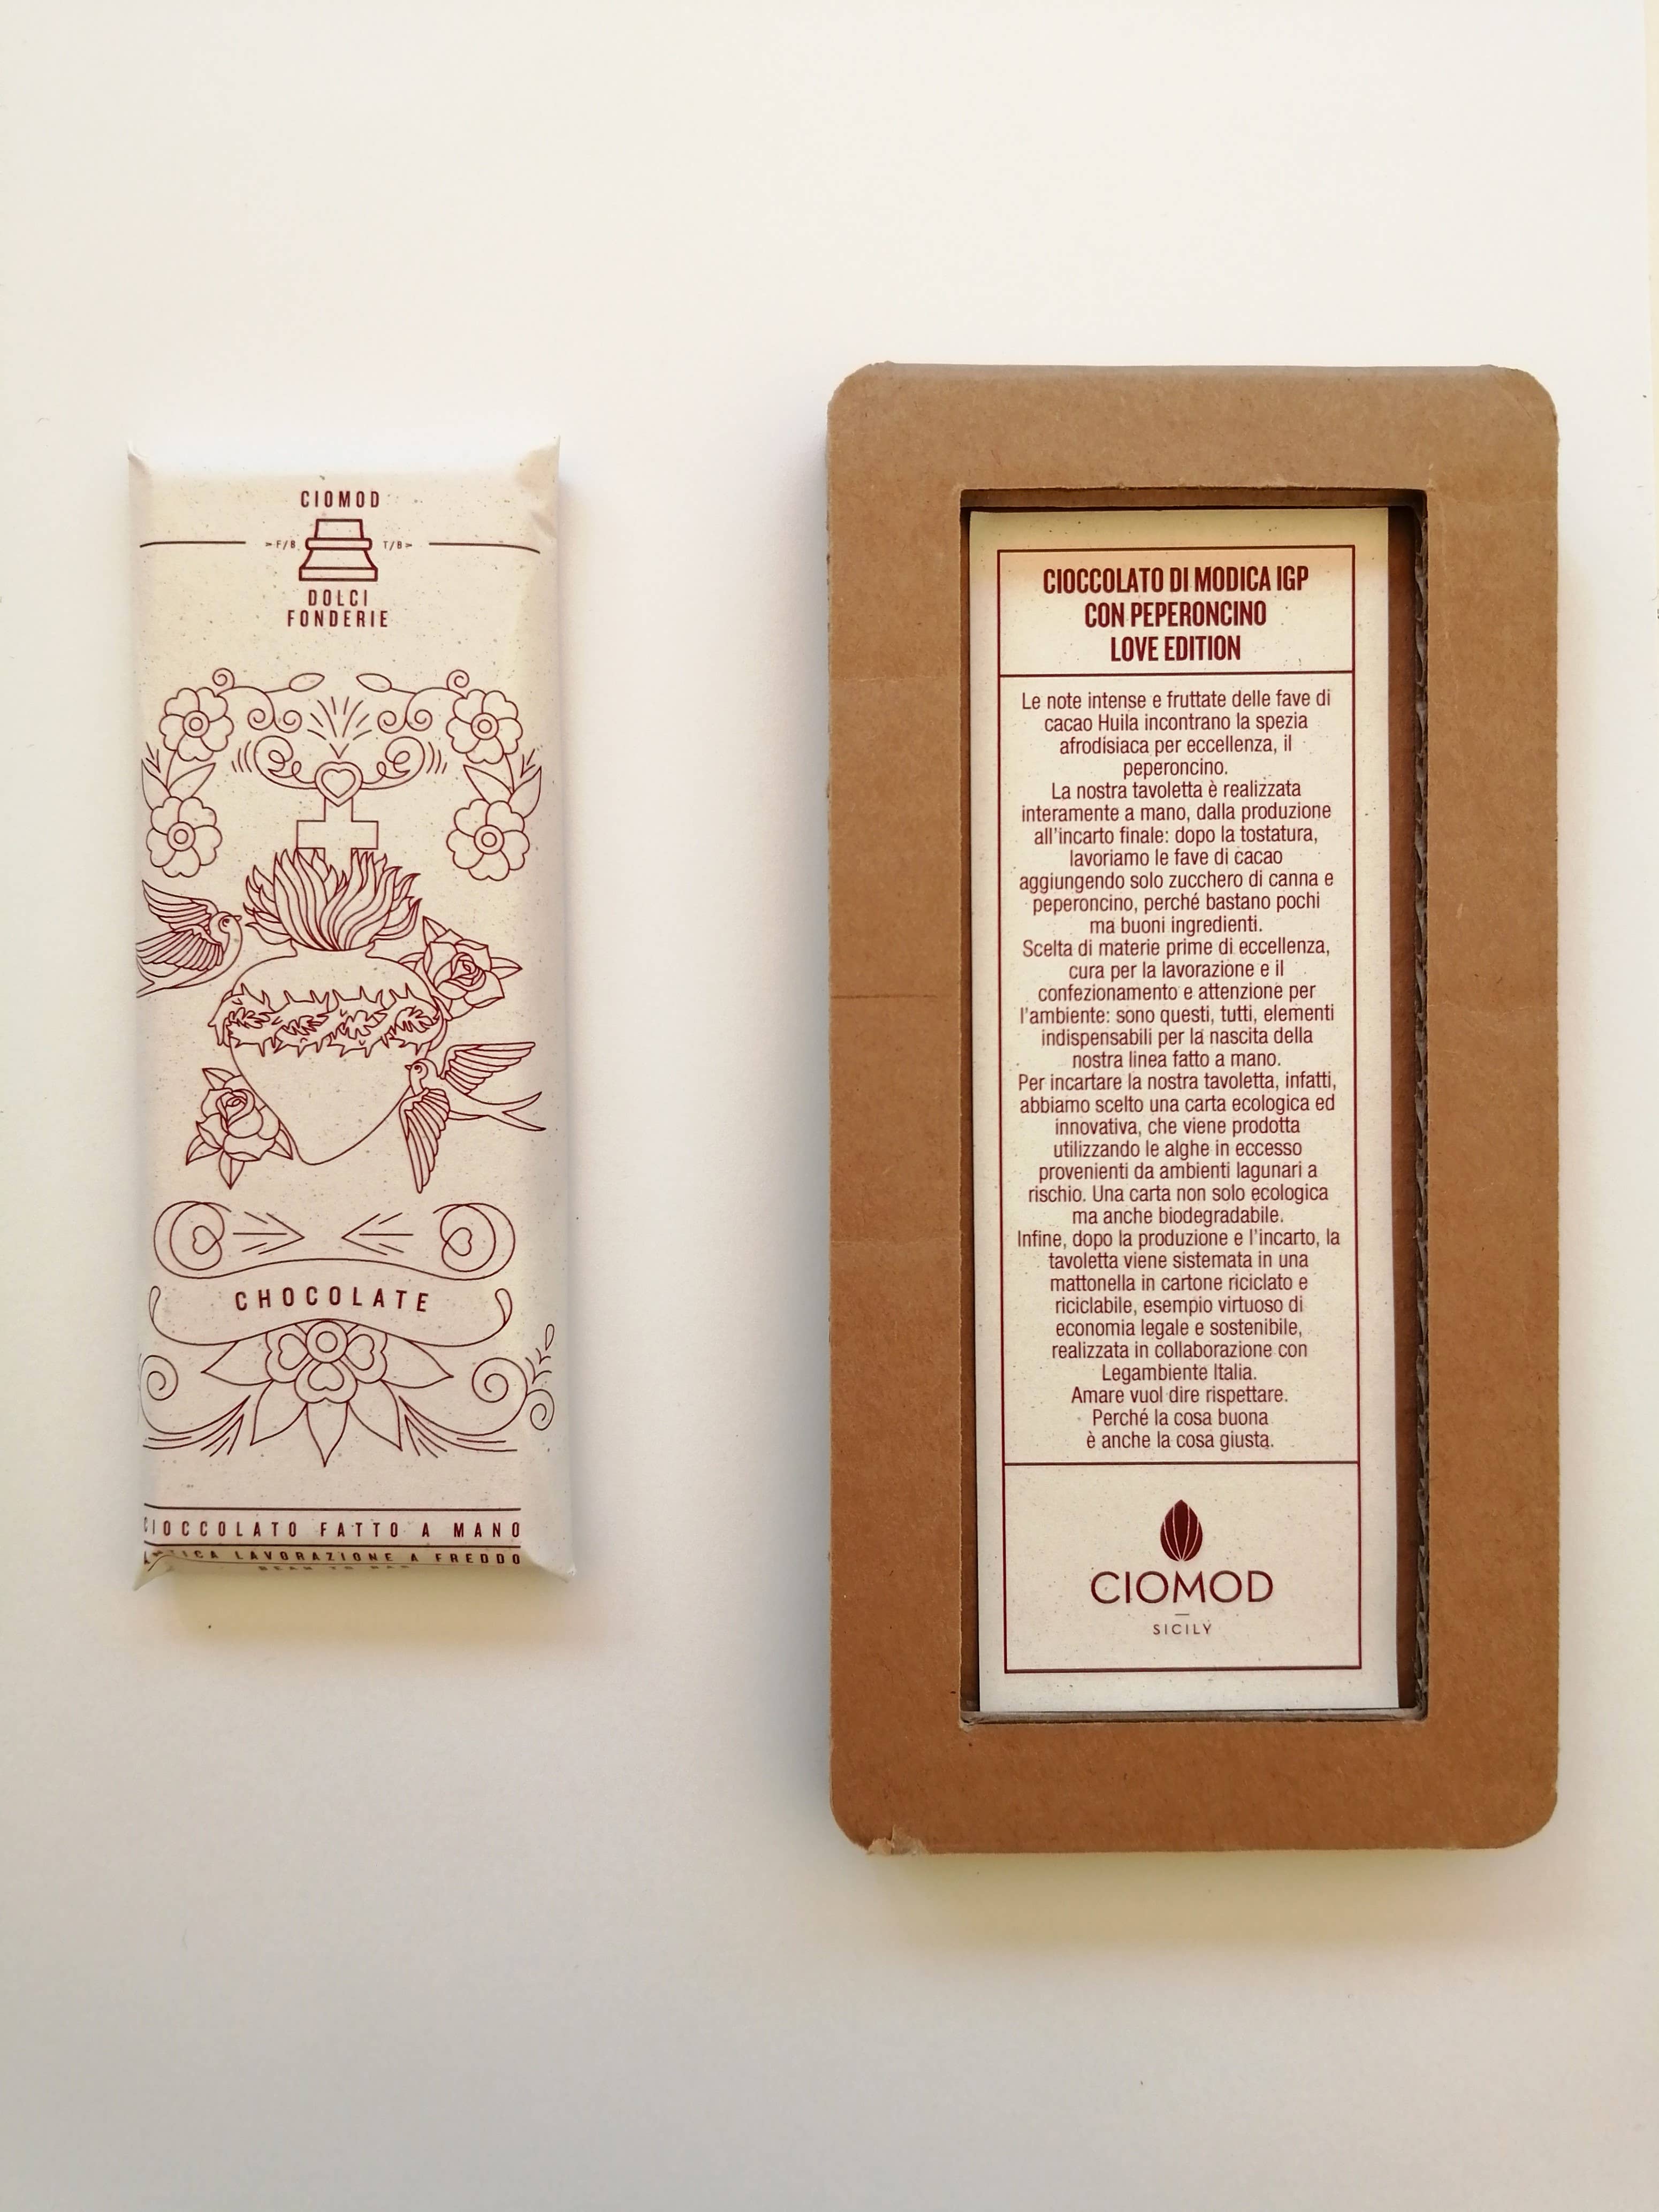 CIOMOD
F/B T/B
DOLCI
FONDERIE
CHOCOLATE
CIOCCOLATO FATTO A MANO
ANTICA LAVORAZIONE A FREDDO
BEAN TO BAR
CIOCCOLATO DI MODICA IGP
CON PEPERONCINO
LOVE EDITION
Le note intense e fruttate delle fave di
cacao Huila incontrano la spezia
afrodisiaca per eccellenza, il
peperoncino.
La nostra tavoletta è realizzata
interamente a mano, dalla produzione
all'incarto finale: dopo la tostatura,
lavoriamo le fave di cacao
aggiungendo solo zucchero di canna e
peperoncino, perché bastano pochi
ma buoni ingredienti.
Scelta di materie prime di eccellenza,
cura per la lavorazione e il
confezionamento e attenzione per
l'ambiente: sono questi, tutti, elementi
indispensabili per la nascita della
nostra linea fatto a mano.
Per incartare la nostra tavoletta, infatti,
abbiamo scelto una carta ecologica ed
innovativa, che viene prodotta
utilizzando le alghe in eccesso
provenienti da ambienti lagunari a
rischio. Una carta non solo ecologica
ma anche biodegradabile.
Infine, dopo la produzione e l'incarto, la
tavoletta viene sistemata in una
mattonella in cartone riciclato e
riciclabile, esempio virtuoso di
economia legale e sostenibile,
realizzata in collaborazione con
Legambiente Italia.
Amare vuol dire rispettare.
Perché la cosa buona
è anche la cosa giusta.
CIOMOD
SICILY